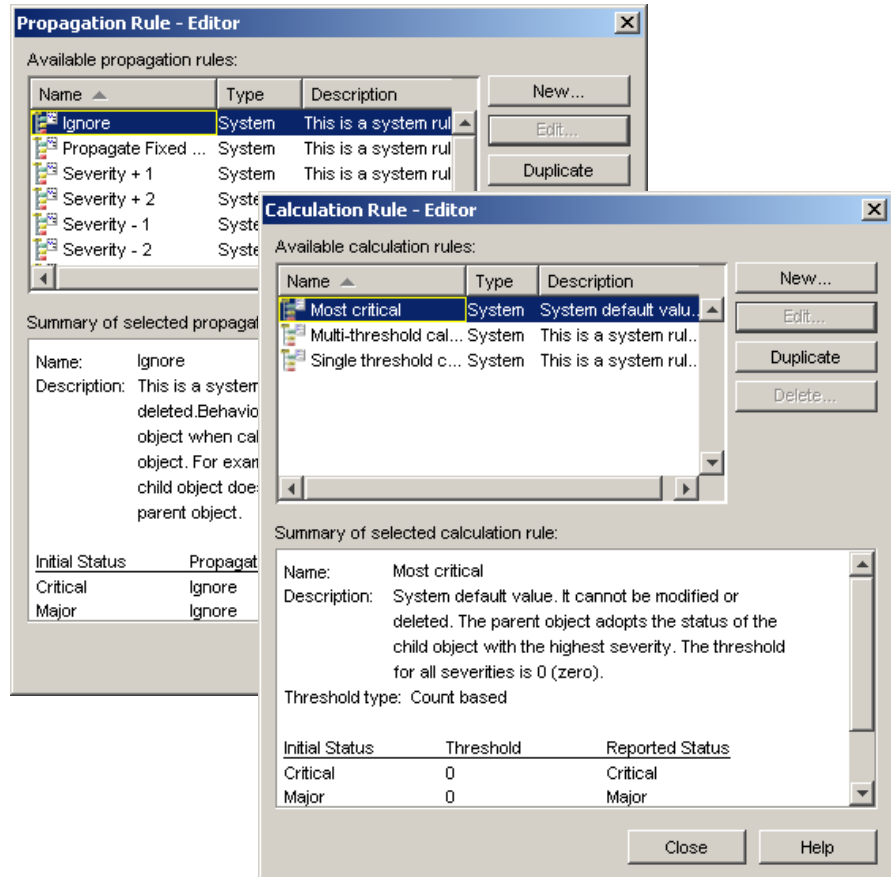 Propagation Rule - Editor
Available propagation rules:
Name Type Description
Ignore System This is a system rul
Propagate Fixed ... System This is a system rul
Severity + 1 System This is a system rul
Severity + 2 Syste
Severity - 1 Syste
Severity - 2 Syste
New...
Edit...
Duplicate
Summary of selected propagat
Name: Ignore
Description: This is a system
deleted.Behavio
object when cal
object. For exam
child object does
parent object.
Initial Status Propagat
Critical Ignore
Major Ignore
Calculation Rule - Editor
Available calculation rules:
Name Type Description
Most critical System System default valu..
Multi-threshold cal... System This is a system rul..
Single threshold c... System This is a system rul..
New...
Edit...
Duplicate
Delete...
Summary of selected calculation rule:
Name: Most critical
Description: System default value. It cannot be modified or
deleted. The parent object adopts the status of the
child object with the highest severity. The threshold
for all severities is 0 (zero).
Threshold type: Count based
Initial Status Threshold Reported Status
Critical 0 Critical
Major 0 Major
Close Help